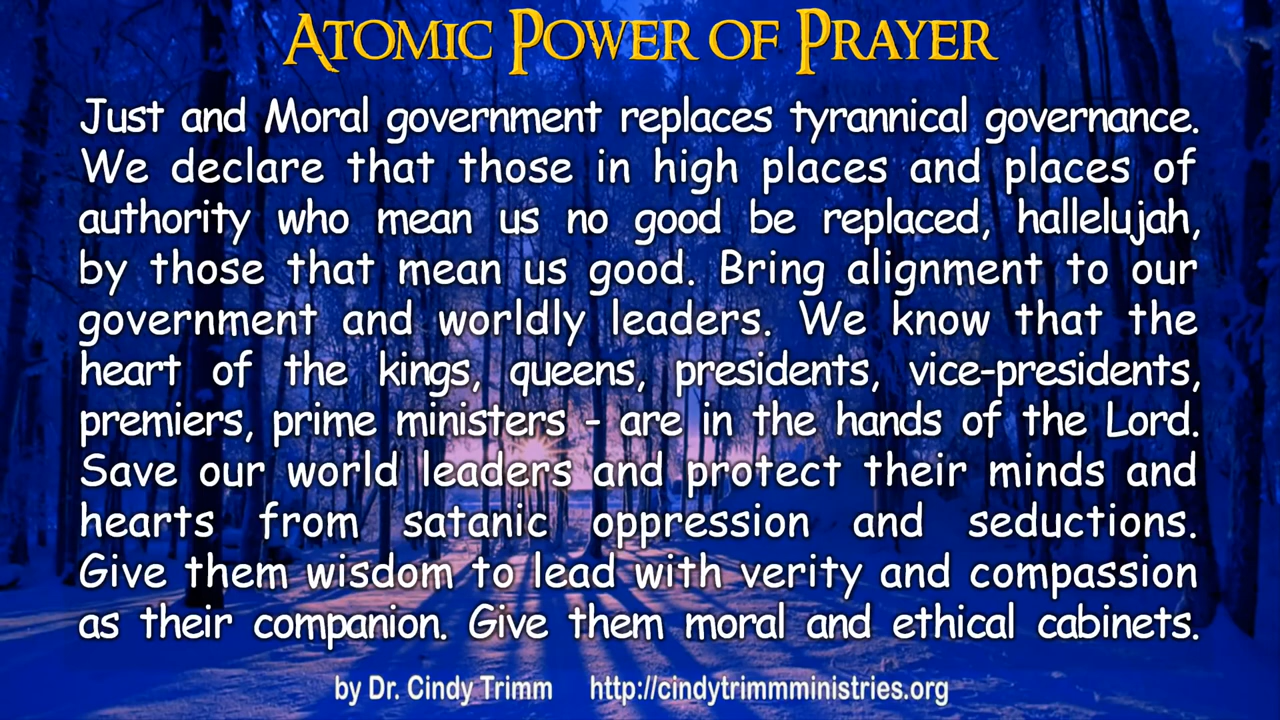 Atomic Power of Prayer
Just and Moral government replaces tyrannical governance.
We declare that those in high places and places of
authority who mean us no good be replaced, hallelujah,
by those that mean us good. Bring alignment to our
government and worldly leaders. We know that the
heart of the kings, queens, presidents, vice-presidents,
premiers, prime ministers - are in the hands of the Lord.
Save our world leaders and protect their minds and
hearts from satanic oppression and seductions.
Give them wisdom to lead with verity and compassion
as their companion. Give them moral and ethical cabinets.
by Dr. Cindy Trimm http://cindytrimmministries.org